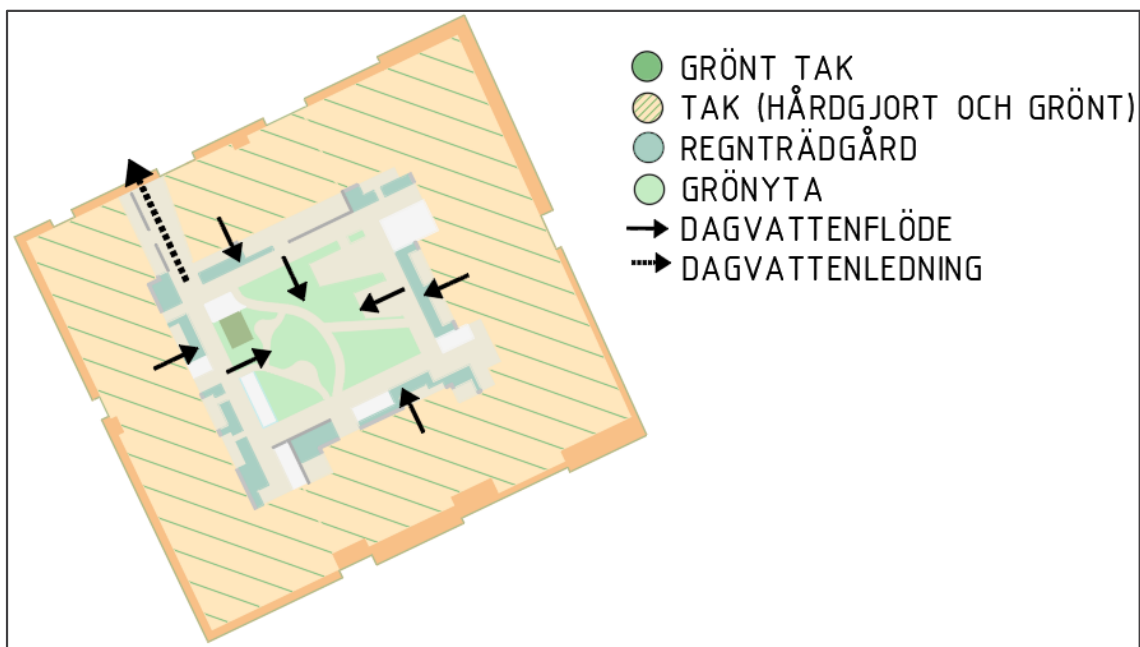 GRÖNT TAK
TAK (HÅRDGJORT OCH GRÖNT)
REGNTRÄDGÅRD
GRÖNYTA
DAGVATTENFLÖDE
DAGVATTENLEDNING